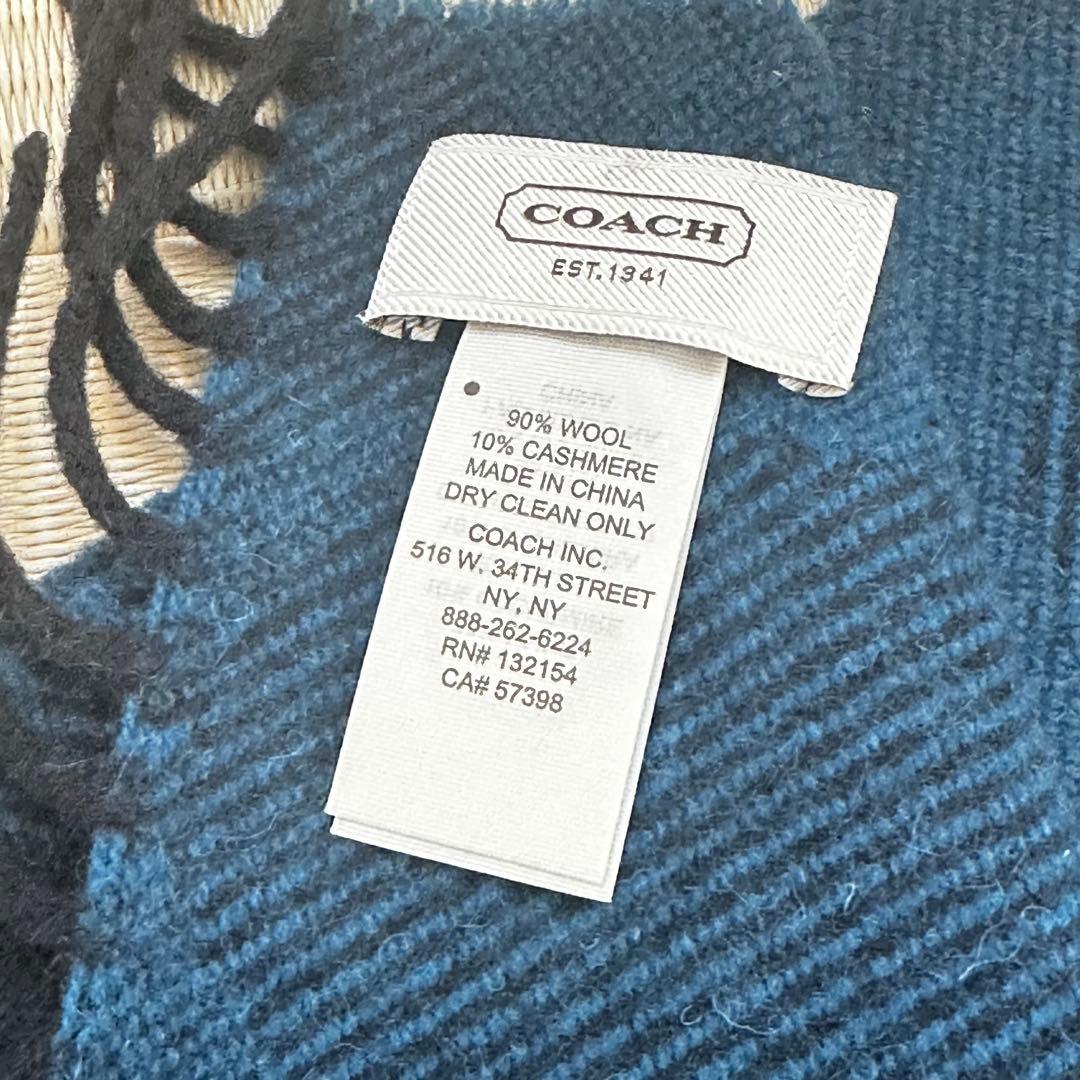 COACH
EST.1941
90% WOOL
10% CASHMERE
MADE IN CHINA
DRY CLEAN ONLY
COACH INC.
516 W. 34TH STREET
NY, NY
888-262-6224
RN# 132154
CA# 57398